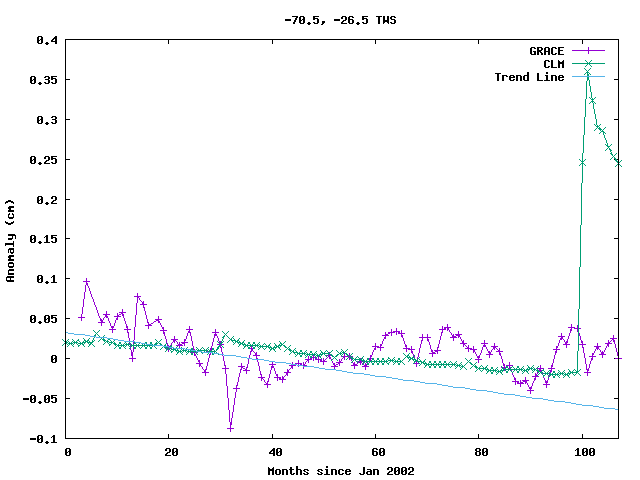 -70.5, -26.5 TWS
GRACE
CLM
Trend Line
0.4
0.35
0.3
0.25
0.2
0.15
0.1
0.05
0
-0.05
-0.1
Anomaly (cm)
0 20 40 60 80 100
Months since Jan 2002